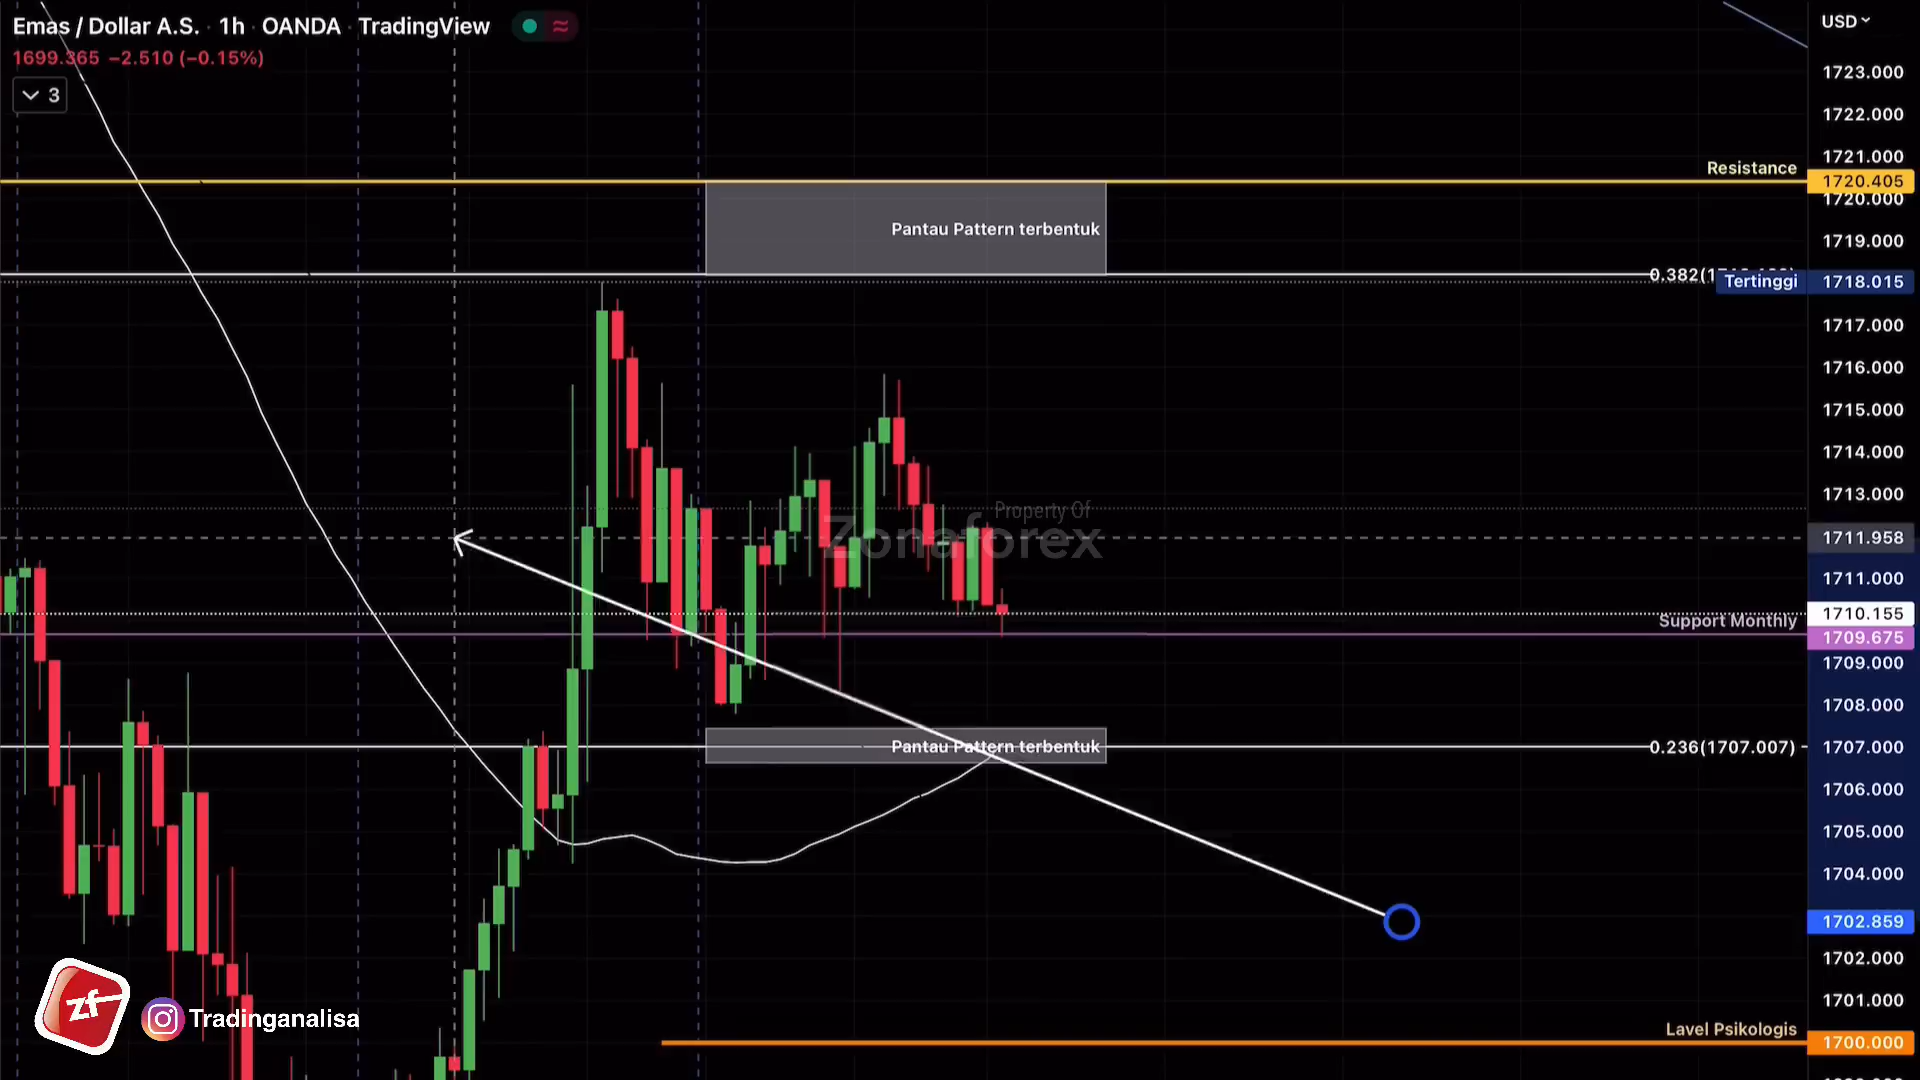 Emas / Dollar A.S. · 1h · OANDA · TradingView
1699.365 −2.510 (−0.15%)
3
USD
1723.000
1722.000
1721.000
Resistance
1720.405
1720.000
Pantau Pattern terbentuk
1719.000
0.382(1
Tertinggi
1718.015
1717.000
1716.000
1715.000
1714.000
1713.000
Property Of
Zonaforex
1711.958
1711.000
1710.155
Support Monthly
1709.675
1709.000
1708.000
Pantau Pattern terbentuk
0.236(1707.007)
1707.000
1706.000
1705.000
1704.000
1702.859
1702.000
1701.000
Lavel Psikologis
1700.000
zf
Tradinganalisa